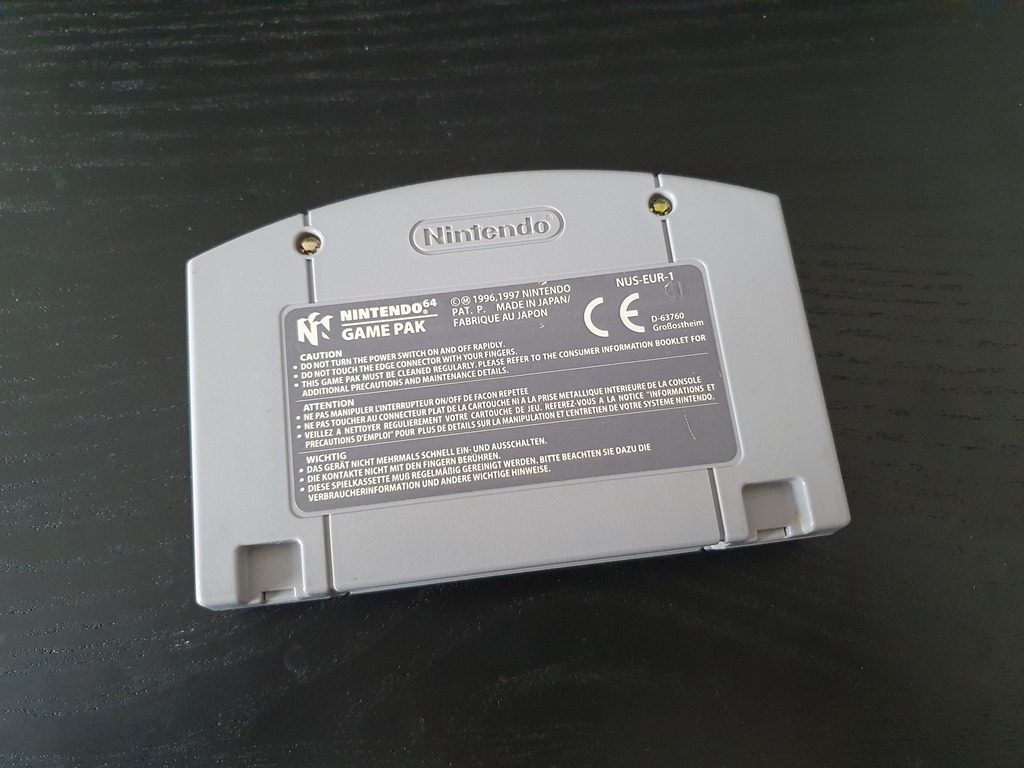 Nintendo®
NINTENDO64®
GAME PAK
©Ⓜ 1996,1997 NINTENDO
PAT. P. MADE IN JAPAN/
FABRIQUE AU JAPON
CE
NUS-EUR-1
D-63760
Großostheim
CAUTION
• DO NOT TURN THE POWER SWITCH ON AND OFF RAPIDLY.
• DO NOT TOUCH THE EDGE CONNECTOR WITH YOUR FINGERS.
• THIS GAME PAK MUST BE CLEANED REGULARLY. PLEASE REFER TO THE CONSUMER INFORMATION BOOKLET FOR
ADDITIONAL PRECAUTIONS AND MAINTENANCE DETAILS.
ATTENTION
• NE PAS MANIPULER L'INTERRUPTEUR ON/OFF DE FACON REPETEE
• NE PAS TOUCHER AU CONNECTEUR PLAT DE LA CARTOUCHE NI À LA PRISE METALLIQUE INTERIEURE DE LA CONSOLE
• VEILLEZ A NETTOYER REGULIEREMENT VOTRE CARTOUCHE DE JEU. REFEREZ-VOUS À LA NOTICE "INFORMATIONS ET
PRECAUTIONS D'EMPLOI" POUR PLUS DE DETAILS SUR LA MANIPULATION ET L'ENTRETIEN DE VOTRE SYSTEME NINTENDO.
WICHTIG
• DAS GERÄT NICHT MEHRMALS SCHNELL EIN- UND AUSSCHALTEN.
• DIE KONTAKTE NICHT MIT DEN FINGERN BERÜHREN.
• DIESE SPIELKASSETTE MUß REGELMÄßIG GEREINIGT WERDEN. BITTE BEACHTEN SIE DAZU DIE
VERBRAUCHERINFORMATION UND ANDERE WICHTIGE HINWEISE.